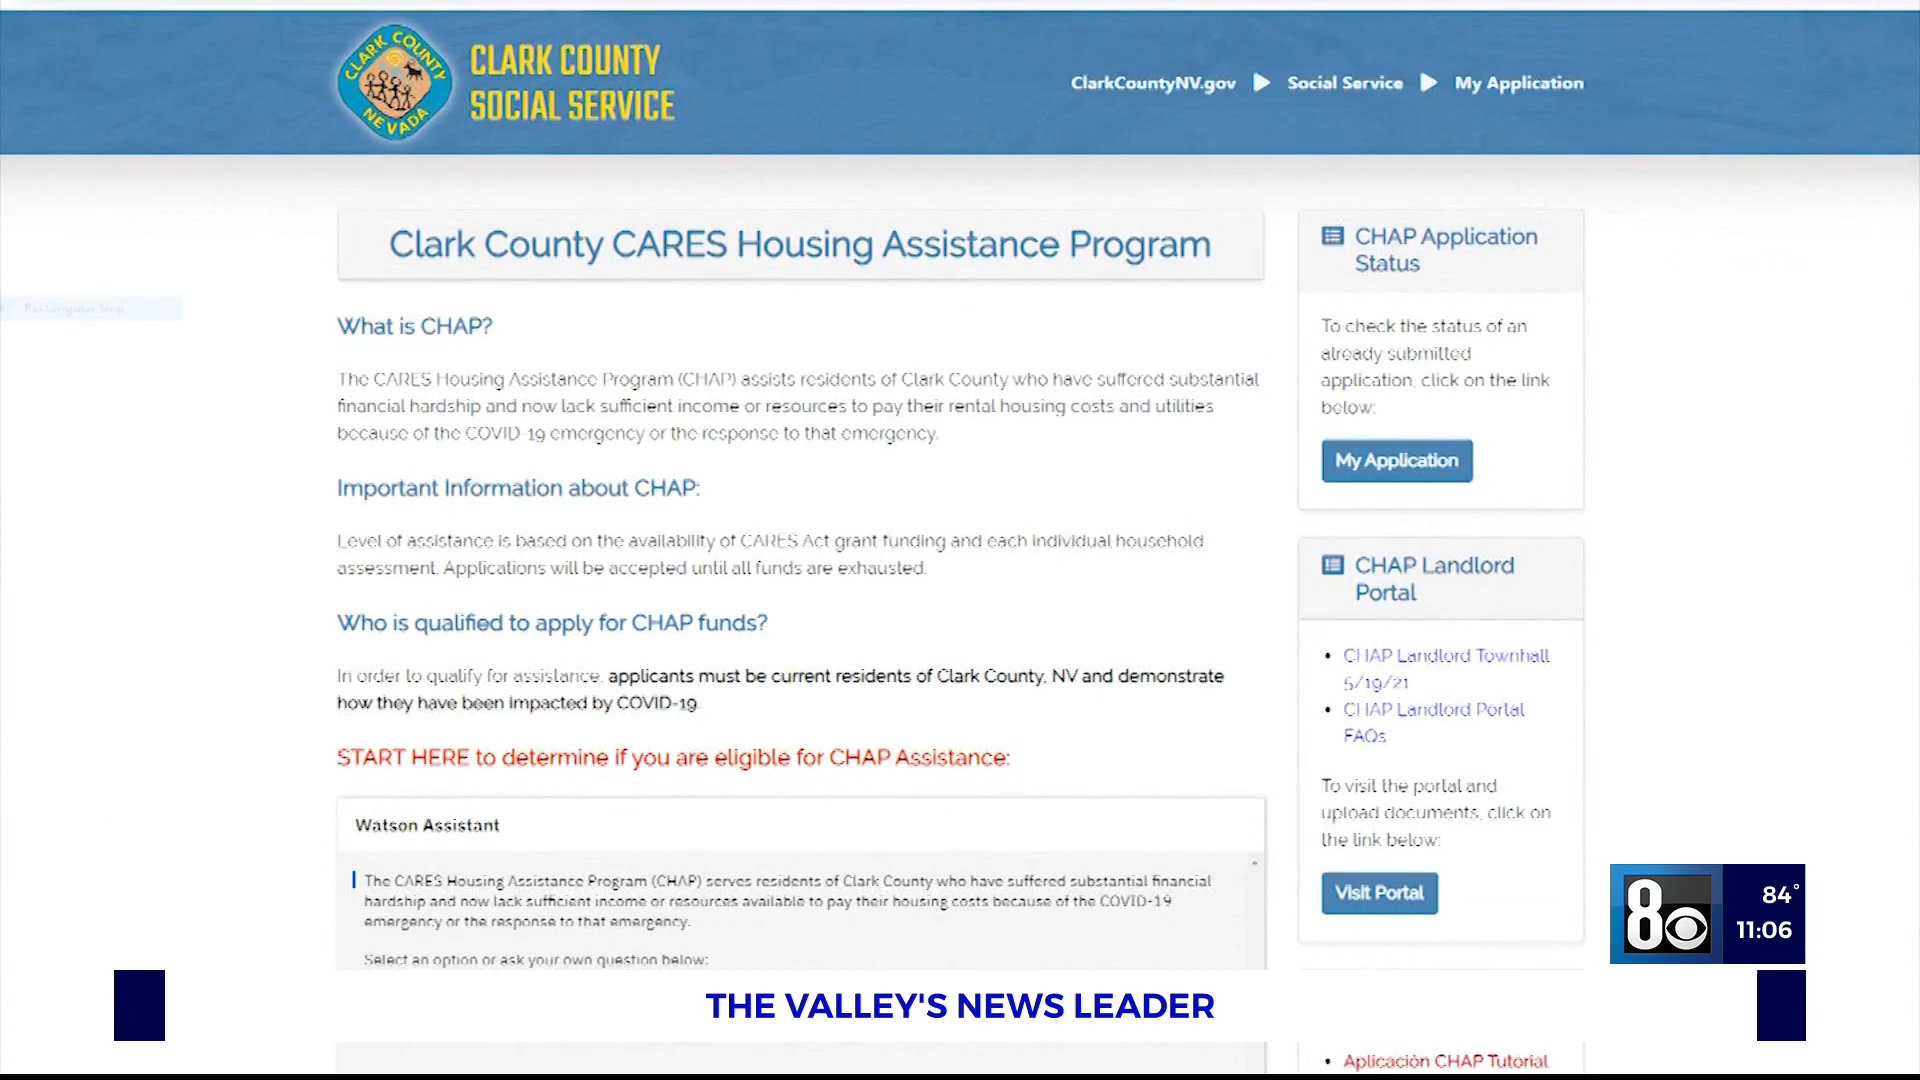 CLARK COUNTY
NEVADA
CLARK COUNTY
SOCIAL SERVICE
ClarkCountyNV.gov
Social Service
My Application
Clark County CARES Housing Assistance Program
Rectangular Snip
What is CHAP?
The CARES Housing Assistance Program (CHAP) assists residents of Clark County who have suffered substantial
financial hardship and now lack sufficient income or resources to pay their rental housing costs and utilities
because of the COVID-19 emergency or the response to that emergency.
Important Information about CHAP:
Level of assistance is based on the availability of CARES Act grant funding and each individual household
assessment. Applications will be accepted until all funds are exhausted.
Who is qualified to apply for CHAP funds?
In order to qualify for assistance, applicants must be current residents of Clark County, NV and demonstrate
how they have been impacted by COVID-19.
START HERE to determine if you are eligible for CHAP Assistance:
Watson Assistant
The CARES Housing Assistance Program (CHAP) serves residents of Clark County who have suffered substantial financial
hardship and now lack sufficient income or resources available to pay their housing costs because of the COVID-19
emergency or the response to that emergency.
Select an option or ask your own question below:
CHAP Application
Status
To check the status of an
already submitted
application, click on the link
below:
My Application
CHAP Landlord
Portal
• CHAP Landlord Townhall
5/19/21
• CHAP Landlord Portal
FAQs
To visit the portal and
upload documents, click on
the link below:
Visit Portal
8
84°
11:06
THE VALLEY'S NEWS LEADER
• Aplicación CHAP Tutorial